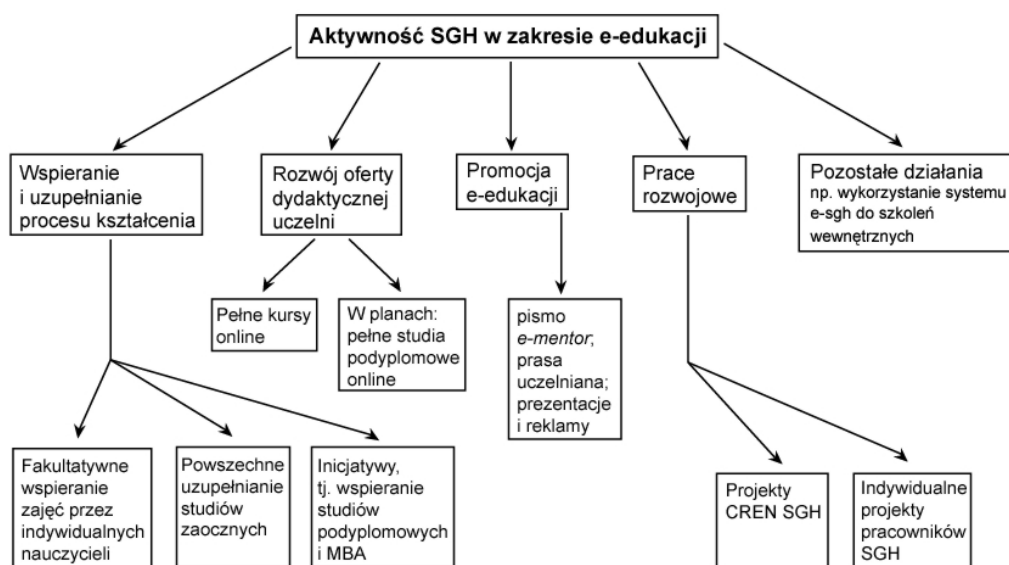 Aktywność SGH w zakresie e-edukacji
Wspieranie
i uzupełnianie
procesu kształcenia
Rozwój oferty
dydaktycznej
uczelni
Promocja
e-edukacji
Prace
rozwojowe
Pozostałe działania
np. wykorzystanie systemu
e-sgh do szkoleń
wewnętrznych
Pełne kursy
online
W planach:
pełne studia
podyplomowe
online
pismo
e-mentor;
prasa
uczelniana;
prezentacje
i reklamy
Fakultatywne
wspieranie
zajęć przez
indywidualnych
nauczycieli
Powszechne
uzupełnianie
studiów
zaocznych
Inicjatywy,
tj. wspieranie
studiów
podyplomowych
i MBA
Projekty
CREN SGH
Indywidualne
projekty
pracowników
SGH